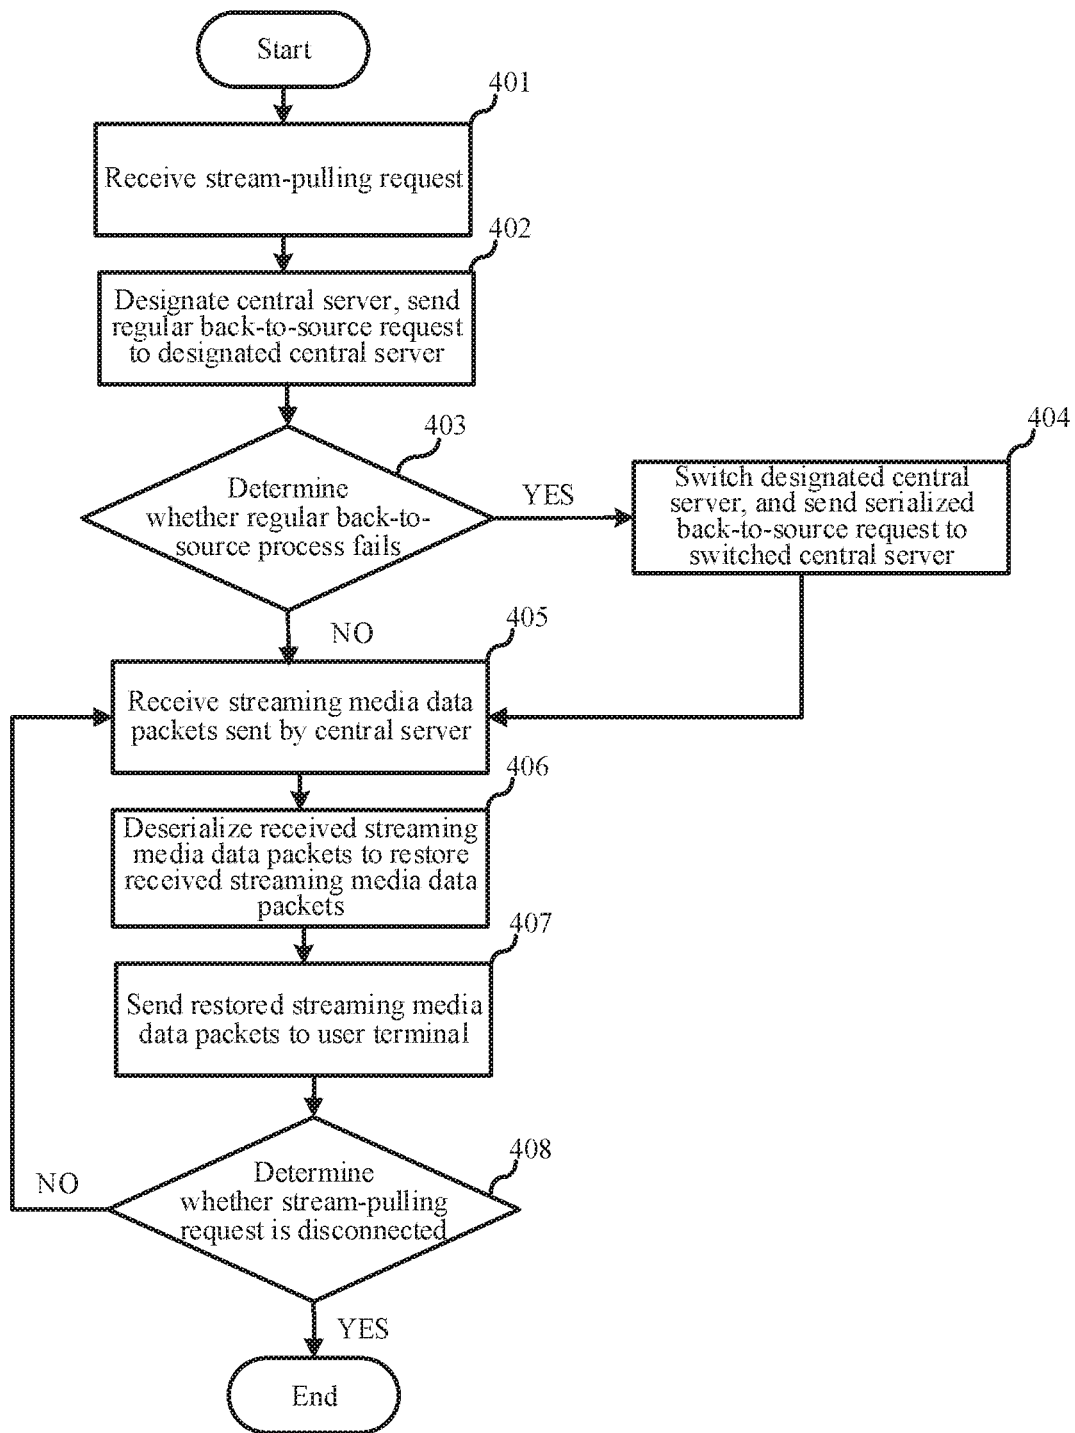 Start
401
Receive stream-pulling request
402
Designate central server, send
regular back-to-source request
to designated central server
403
Determine
whether regular back-to-
source process fails
YES
404
Switch designated central
server, and send serialized
back-to-source request to
switched central server
NO
405
Receive streaming media data
packets sent by central server
406
Deserialize received streaming
media data packets to restore
received streaming media data
packets
407
Send restored streaming media
data packets to user terminal
408
Determine
whether stream-pulling
request is disconnected
NO
YES
End